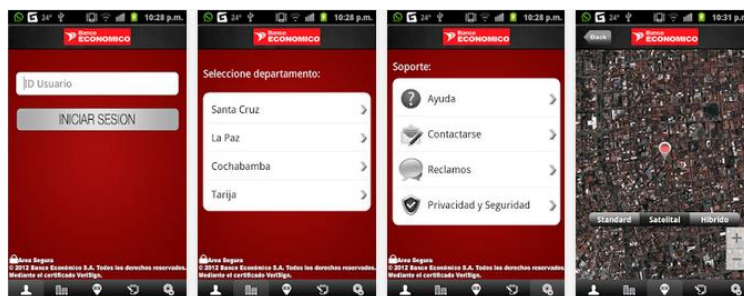 24° 10:28 p.m.
Banco
ECONOMICO
ID Usuario
INICIAR SESION
Area Segura
© 2012 Banco Económico S.A. Todos los derechos reservados.
Mediante el certificado VeriSign.
24° 10:28 p.m.
Banco
ECONOMICO
Seleccione departamento:
Santa Cruz
La Paz
Cochabamba
Tarija
Area Segura
© 2012 Banco Económico S.A. Todos los derechos reservados.
Mediante el certificado VeriSign.
24° 10:28 p.m.
Banco
ECONOMICO
Soporte:
Ayuda
Contactarse
Reclamos
Privacidad y Seguridad
Area Segura
© 2012 Banco Económico S.A. Todos los derechos reservados.
Mediante el certificado VeriSign.
24° 10:31 p.m.
Back
Banco
ECONOMICO
Standard Satelital Hibrido